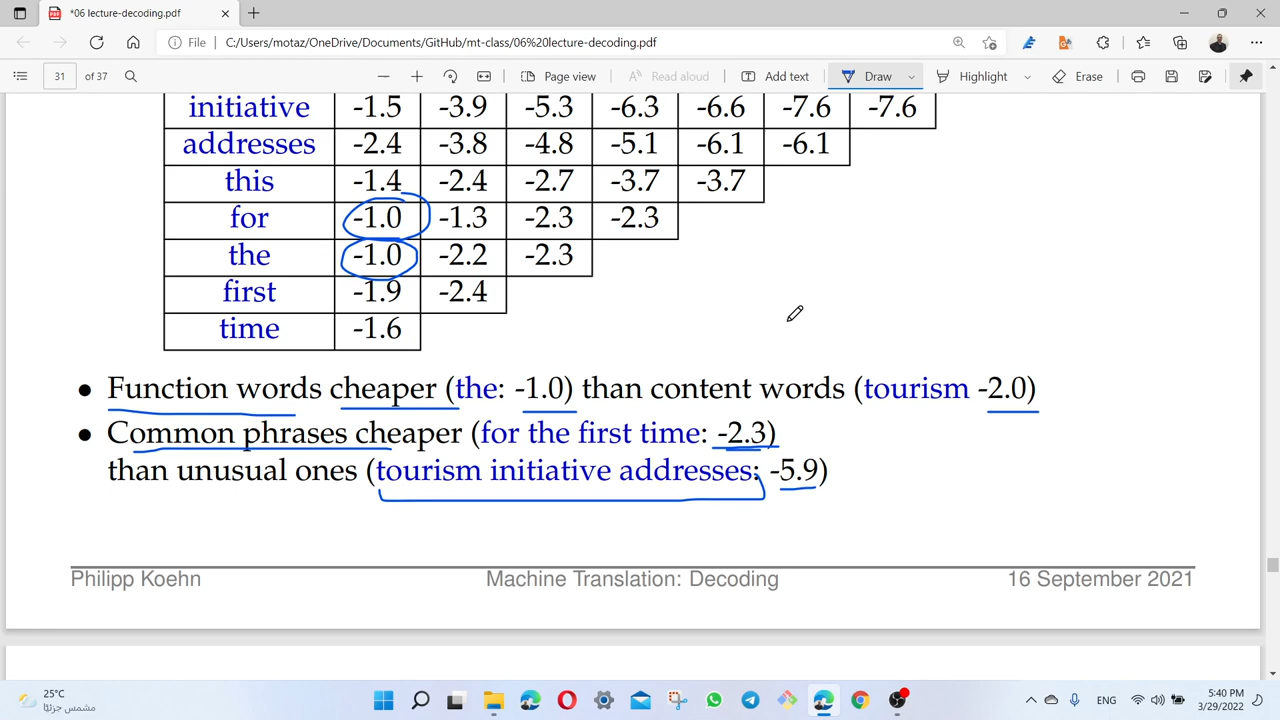 *06 lecture-decoding.pdf
File C:/Users/motaz/OneDrive/Documents/GitHub/mt-class/06%20lecture-decoding.pdf
31 of 37 Page view Read aloud Add text Draw Highlight Erase
initiative -1.5 -3.9 -5.3 -6.3 -6.6 -7.6 -7.6
addresses -2.4 -3.8 -4.8 -5.1 -6.1 -6.1
this -1.4 -2.4 -2.7 -3.7 -3.7
for -1.0 -1.3 -2.3 -2.3
the -1.0 -2.2 -2.3
first -1.9 -2.4
time -1.6
• Function words cheaper (the: -1.0) than content words (tourism -2.0)
• Common phrases cheaper (for the first time: -2.3)
than unusual ones (tourism initiative addresses: -5.9)
Philipp Koehn Machine Translation: Decoding 16 September 2021
25°C
مشمس جزئيًا
ENG
5:40 PM
3/29/2022